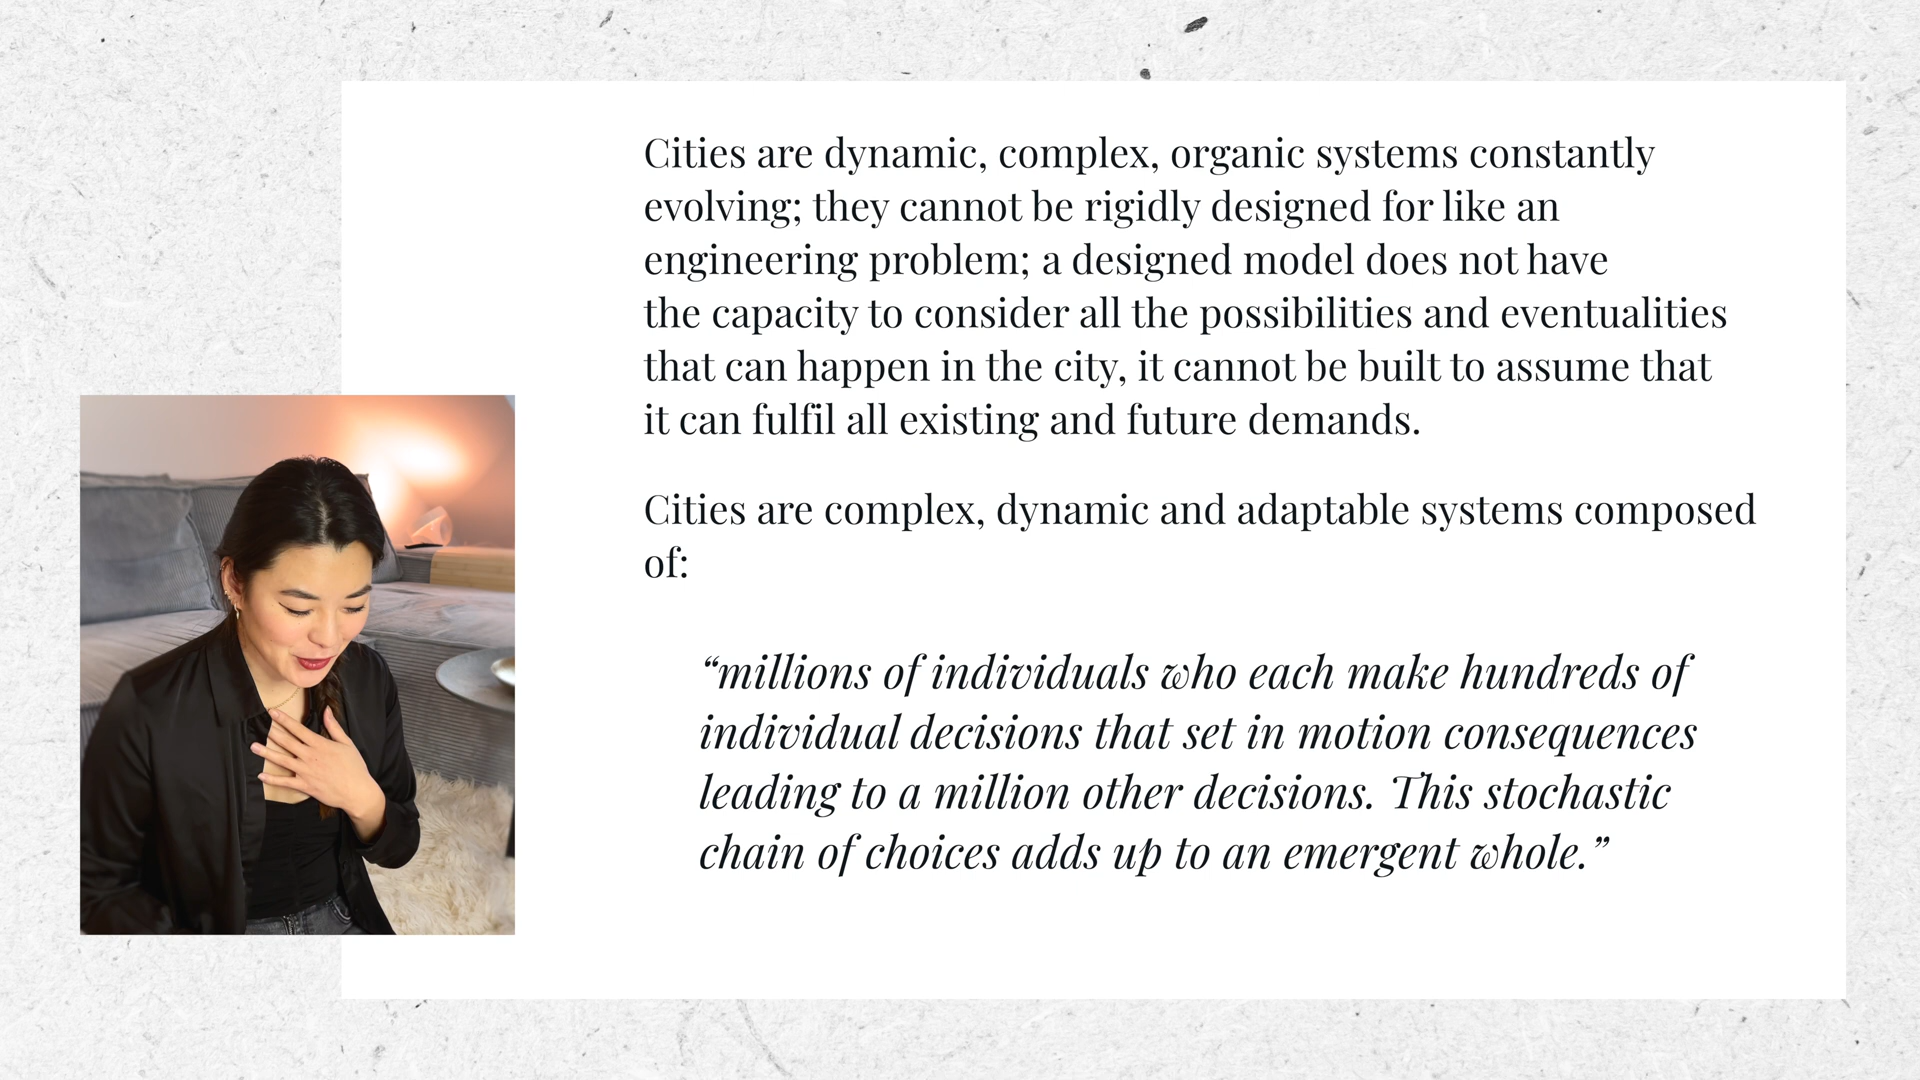 Cities are dynamic, complex, organic systems constantly
evolving; they cannot be rigidly designed for like an
engineering problem; a designed model does not have
the capacity to consider all the possibilities and eventualities
that can happen in the city, it cannot be built to assume that
it can fulfil all existing and future demands.
Cities are complex, dynamic and adaptable systems composed
of:
“millions of individuals who each make hundreds of
individual decisions that set in motion consequences
leading to a million other decisions. This stochastic
chain of choices adds up to an emergent whole.”